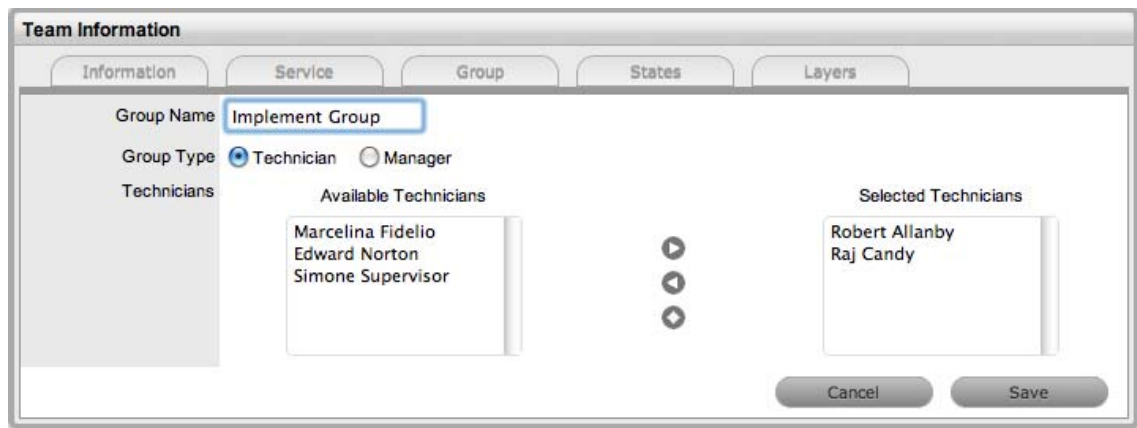 Team Information
Information Service Group States Layers
Group Name Implement Group
Group Type Technician Manager
Technicians Available Technicians Selected Technicians
Marcelina Fidelio Robert Allanby
Edward Norton Raj Candy
Simone Supervisor
Cancel Save